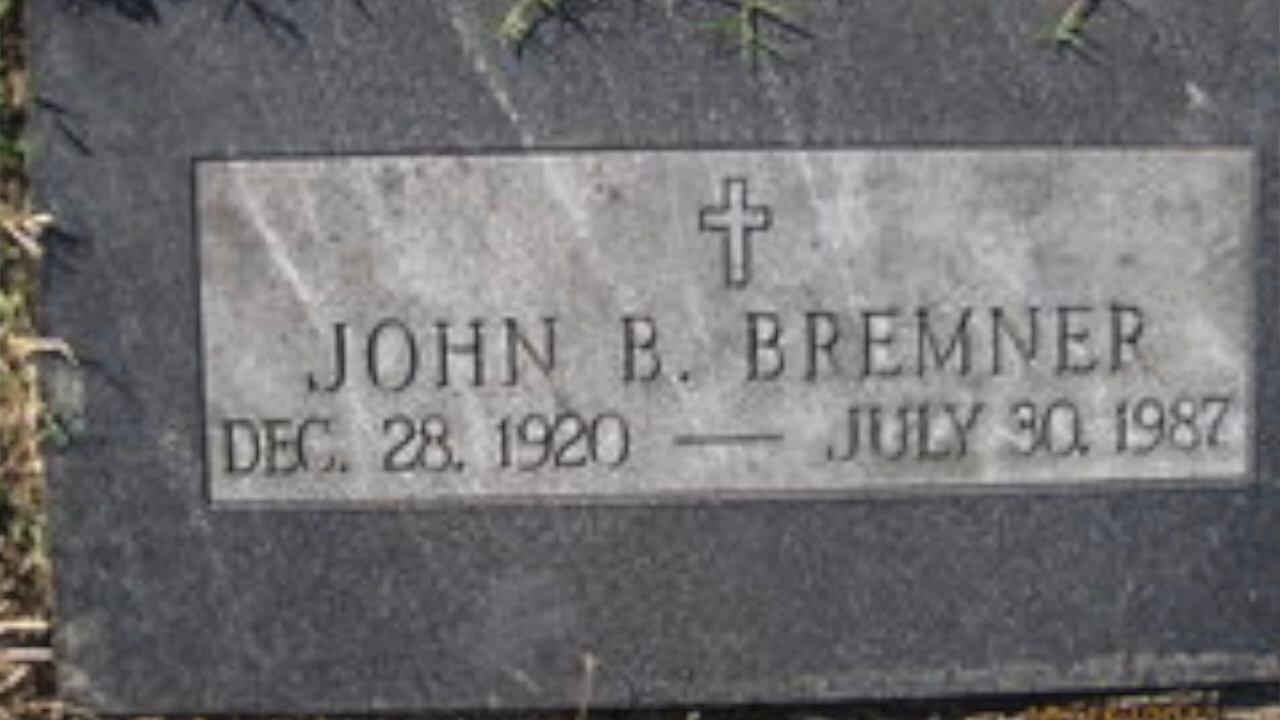 JOHN B. BREMNER
DEC. 28. 1920 — JULY 30. 1987